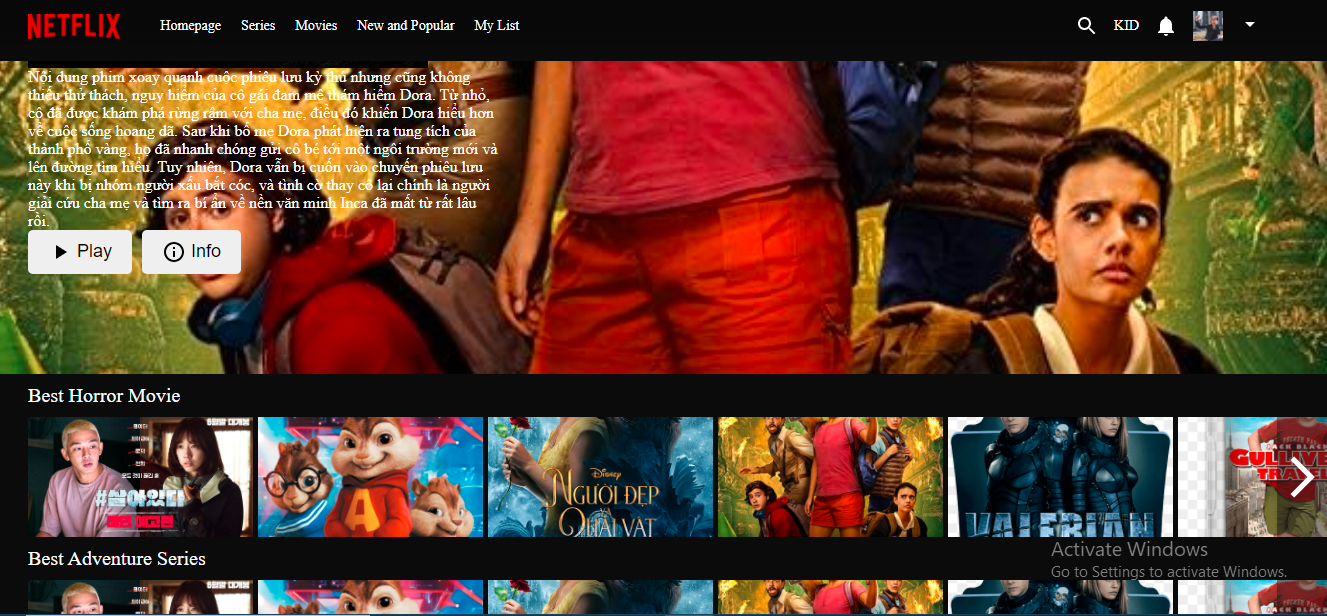 NETFLIX Homepage Series Movies New and Popular My List KID
Nội dung phim xoay quanh cuộc phiêu lưu kỳ thú nhưng cũng không
thiếu thử thách, nguy hiểm của cô gái đam mê thám hiểm Dora. Từ nhỏ,
cô đã được khám phá rừng rậm với cha mẹ, điều đó khiến Dora hiểu hơn
về cuộc sống hoang dã. Sau khi bố mẹ Dora phát hiện ra tung tích của
thành phố vàng, họ đã nhanh chóng gửi cô bé tới một ngôi trường mới và
lên đường tìm hiểu. Tuy nhiên, Dora vẫn bị cuốn vào chuyến phiêu lưu
này khi bị nhóm người xấu bắt cóc, và tình cờ thay cô lại chính là người
giải cứu cha mẹ và tìm ra bí ẩn về nền văn minh Inca đã mất từ rất lâu
rồi.
Play Info
Best Horror Movie
#살아있다
Disney
NGƯỜI ĐẸP
VÀ
QUÁI VẬT
VALERIAN
JACK BLACK
Activate Windows
Go to Settings to activate Windows.
Best Adventure Series